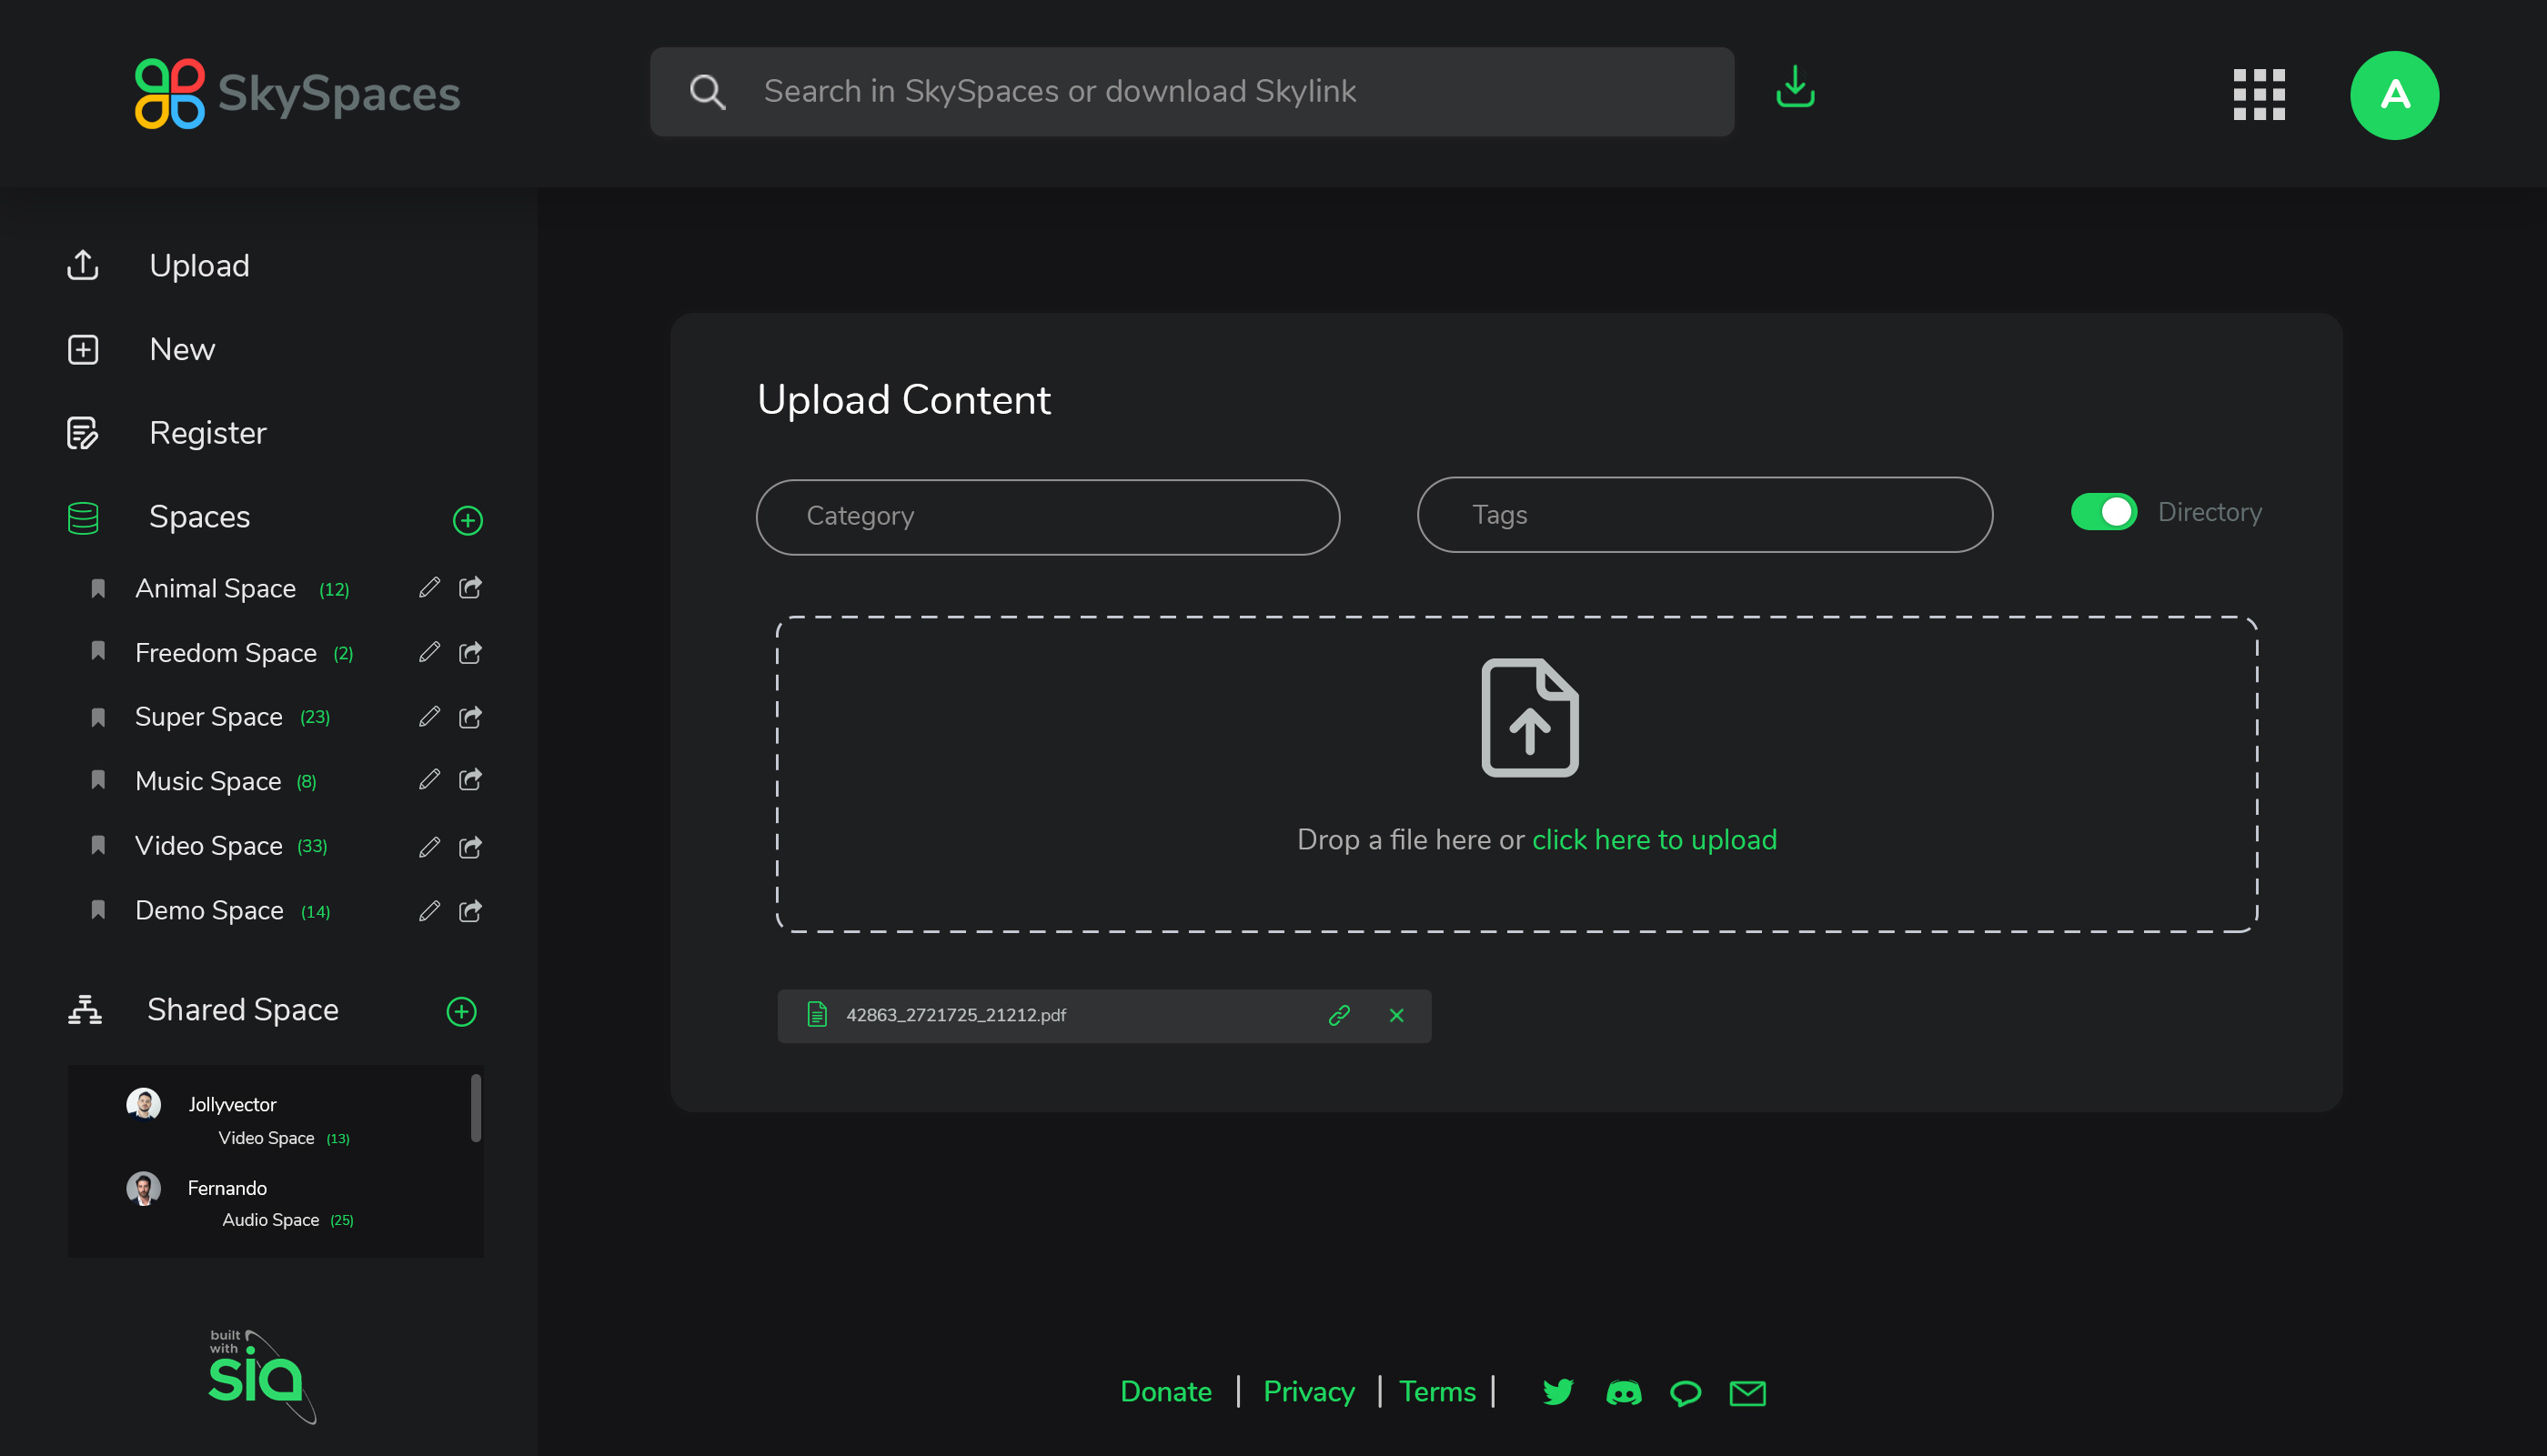 SkySpaces
Search in SkySpaces or download Skylink
A
Upload
New
Register
Spaces
Animal Space (12)
Freedom Space (2)
Super Space (23)
Music Space (8)
Video Space (33)
Demo Space (14)
Shared Space
Jollyvector
Video Space (13)
Fernando
Audio Space (25)
built
with
sia
Upload Content
Category
Tags
Directory
Drop a file here or click here to upload
42863_2721725_21212.pdf
Donate | Privacy | Terms |